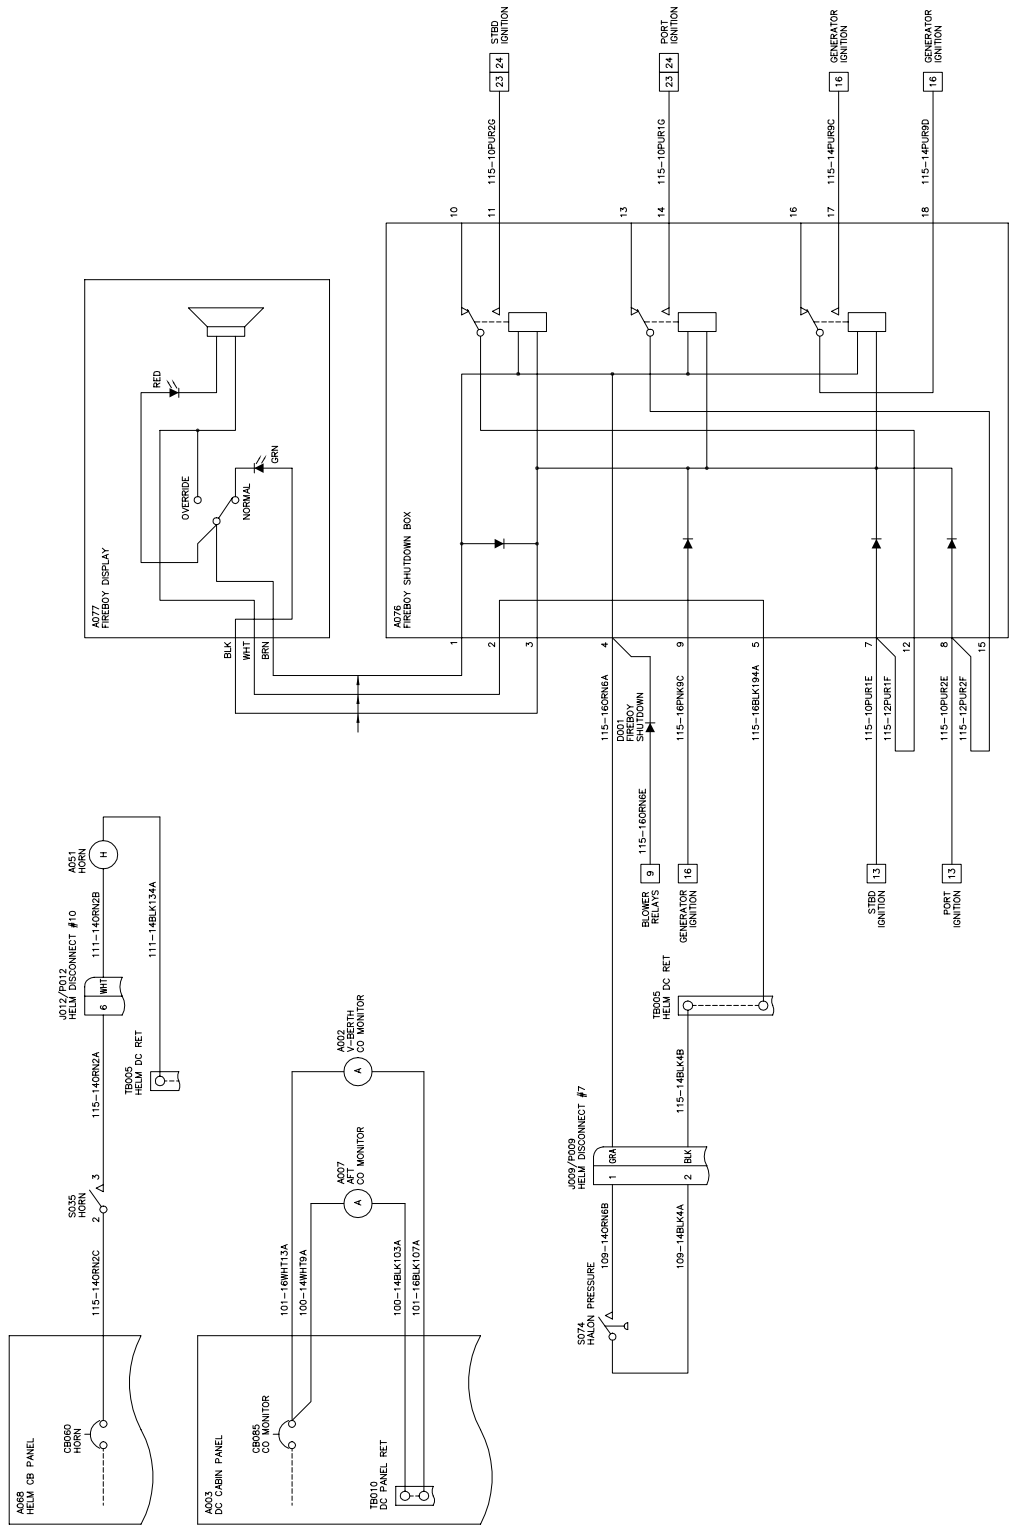 A068
HELM CB PANEL
CB060
HORN
115-14ORN2C
S035
HORN
2
3
115-14ORN2A
J012/P012
HELM DISCONNECT #10
6
WHT
111-14ORN2B
A051
HORN
H
111-14BLK134A
TB005
HELM DC RET
A003
DC CABIN PANEL
CB085
CO MONITOR
TB010
DC PANEL RET
101-16WHT13A
100-14WHT9A
100-14BLK103A
101-16BLK107A
A007
AFT
CO MONITOR
A
A002
V-BERTH
CO MONITOR
A
S074
HALON PRESSURE
109-14ORN6B
109-14BLK4A
J009/P009
HELM DISCONNECT #7
1
GRA
2
BLK
115-14BLK4B
TB005
HELM DC RET
A077
FIREBOY DISPLAY
BLK
WHT
BRN
OVERRIDE
NORMAL
RED
GRN
A076
FIREBOY SHUTDOWN BOX
1
2
3
4
9
5
7
12
8
15
115-16ORN6A
D001
FIREBOY
SHUTDOWN
115-16ORN6E
9
BLOWER
RELAYS
115-16PNK9C
16
GENERATOR
IGNITION
115-16BLK194A
115-10PUR1E
115-12PUR1F
13
STBD
IGNITION
115-10PUR2E
115-12PUR2F
13
PORT
IGNITION
10
11
115-10PUR2G
23
24
STBD
IGNITION
13
14
115-10PUR1G
23
24
PORT
IGNITION
16
17
115-14PUR9C
16
GENERATOR
IGNITION
18
115-14PUR9D
16
GENERATOR
IGNITION